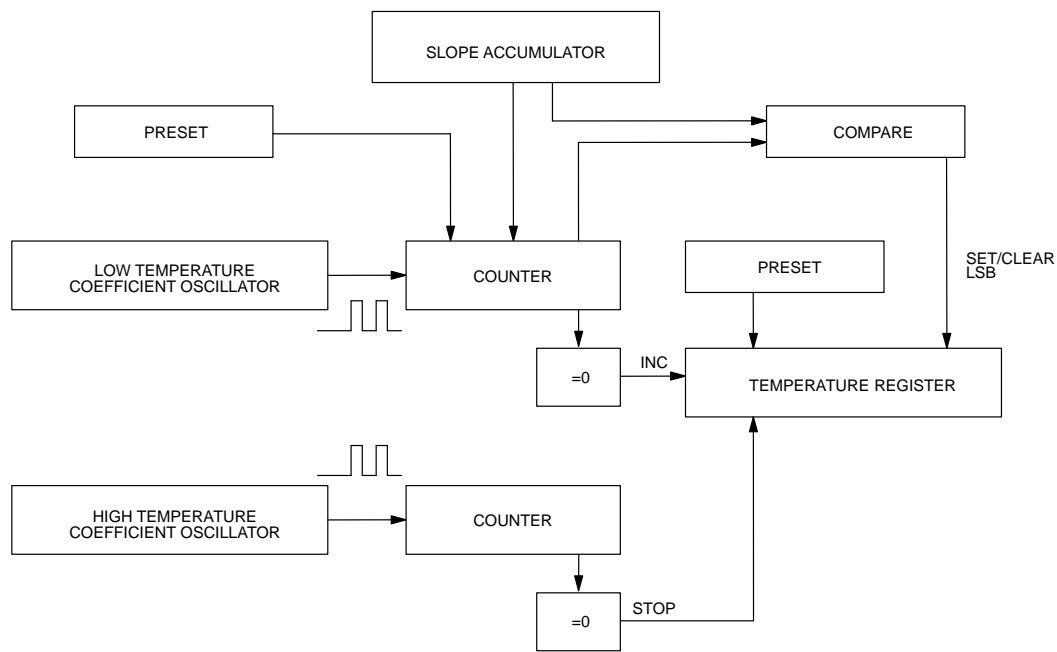 SLOPE ACCUMULATOR
PRESET
COMPARE
LOW TEMPERATURE
COEFFICIENT OSCILLATOR
COUNTER
PRESET
SET/CLEAR
LSB
=0
INC
TEMPERATURE REGISTER
HIGH TEMPERATURE
COEFFICIENT OSCILLATOR
COUNTER
=0
STOP